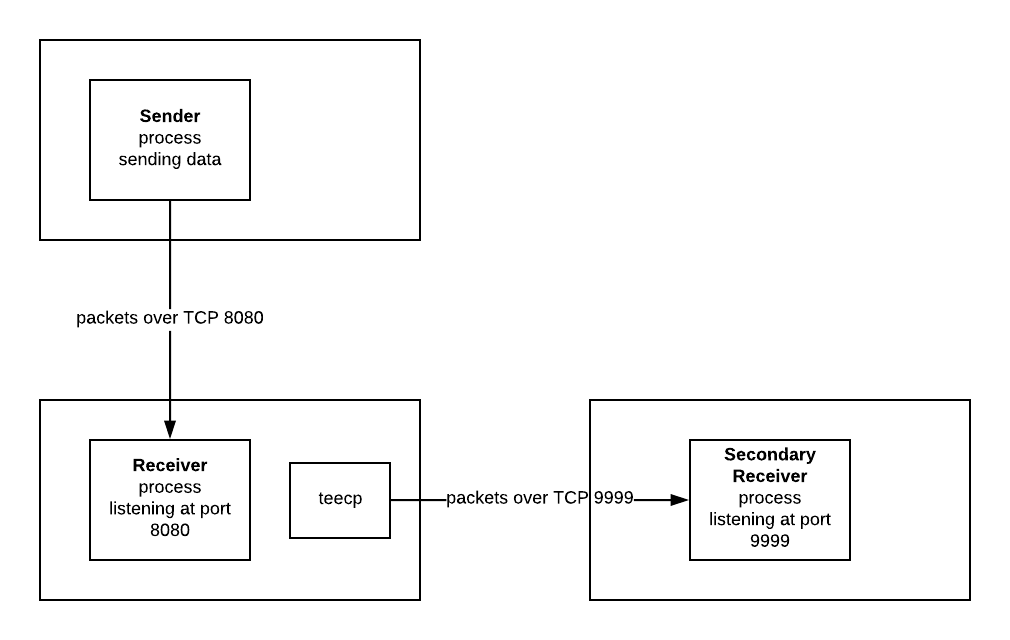 Sender
process
sending data
packets over TCP 8080
Receiver
process
listening at port
8080
teecp
packets over TCP 9999
Secondary
Receiver
process
listening at port
9999